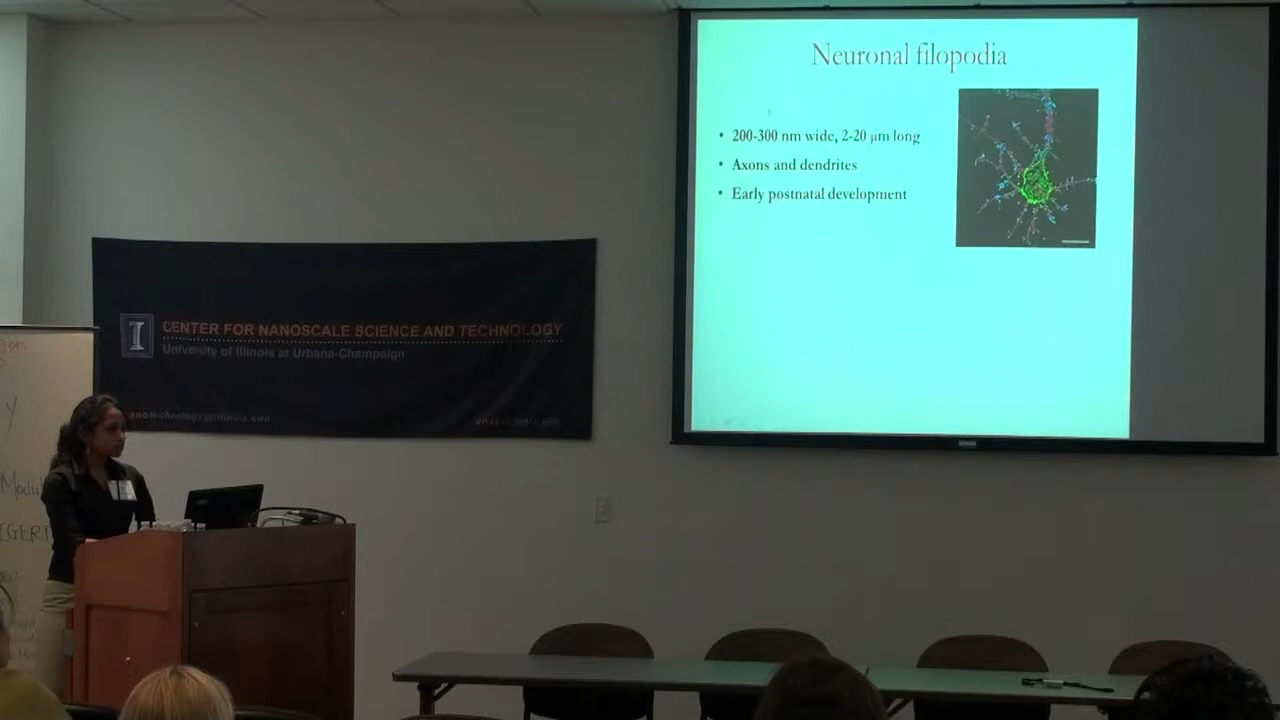 Neuronal filopodia
• 200-300 nm wide, 2-20 μm long
• Axons and dendrites
• Early postnatal development
I
CENTER FOR NANOSCALE SCIENCE AND TECHNOLOGY
University of Illinois at Urbana-Champaign
Y
IGERT